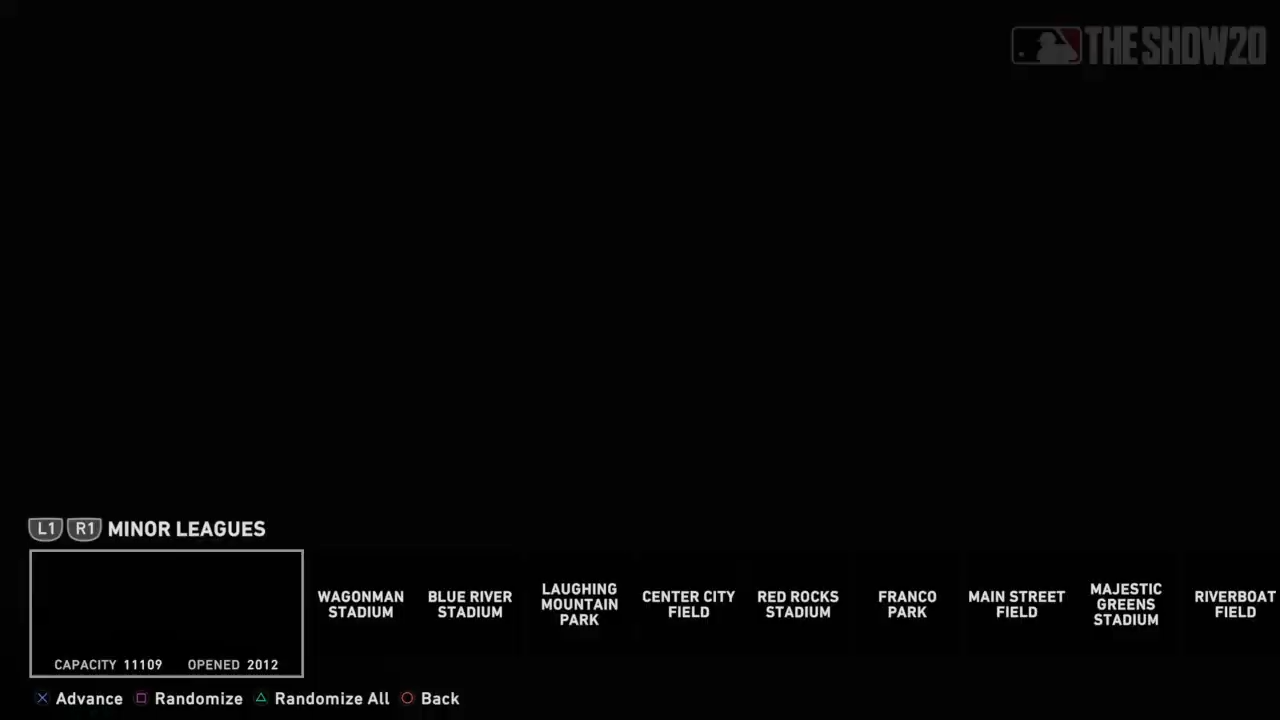 THE SHOW20
L1 R1 MINOR LEAGUES
CAPACITY 11109 OPENED 2012
WAGONMAN
STADIUM
BLUE RIVER
STADIUM
LAUGHING
MOUNTAIN
PARK
CENTER CITY
FIELD
RED ROCKS
STADIUM
FRANCO
PARK
MAIN STREET
FIELD
MAJESTIC
GREENS
STADIUM
RIVERBOAT
FIELD
Advance Randomize Randomize All Back